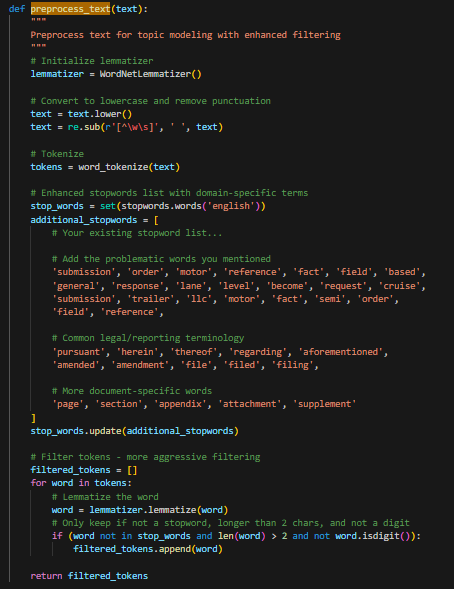 def preprocess_text(text):
    """
    Preprocess text for topic modeling with enhanced filtering
    """
    # Initialize lemmatizer
    lemmatizer = WordNetLemmatizer()

    # Convert to lowercase and remove punctuation
    text = text.lower()
    text = re.sub(r'[^\w\s]', ' ', text)

    # Tokenize
    tokens = word_tokenize(text)

    # Enhanced stopwords list with domain-specific terms
    stop_words = set(stopwords.words('english'))
    additional_stopwords = [
        # Your existing stopword list...

        # Add the problematic words you mentioned
        'submission', 'order', 'motor', 'reference', 'fact', 'field', 'based',
        'general', 'response', 'lane', 'level', 'become', 'request', 'cruise',
        'submission', 'trailer', 'llc', 'motor', 'fact', 'semi', 'order',
        'field', 'reference',

        # Common legal/reporting terminology
        'pursuant', 'herein', 'thereof', 'regarding', 'aforementioned',
        'amended', 'amendment', 'file', 'filed', 'filing',

        # More document-specific words
        'page', 'section', 'appendix', 'attachment', 'supplement'
    ]
    stop_words.update(additional_stopwords)

    # Filter tokens - more aggressive filtering
    filtered_tokens = []
    for word in tokens:
        # Lemmatize the word
        word = lemmatizer.lemmatize(word)
        # Only keep if not a stopword, longer than 2 chars, and not a digit
        if (word not in stop_words and len(word) > 2 and not word.isdigit()):
            filtered_tokens.append(word)

    return filtered_tokens